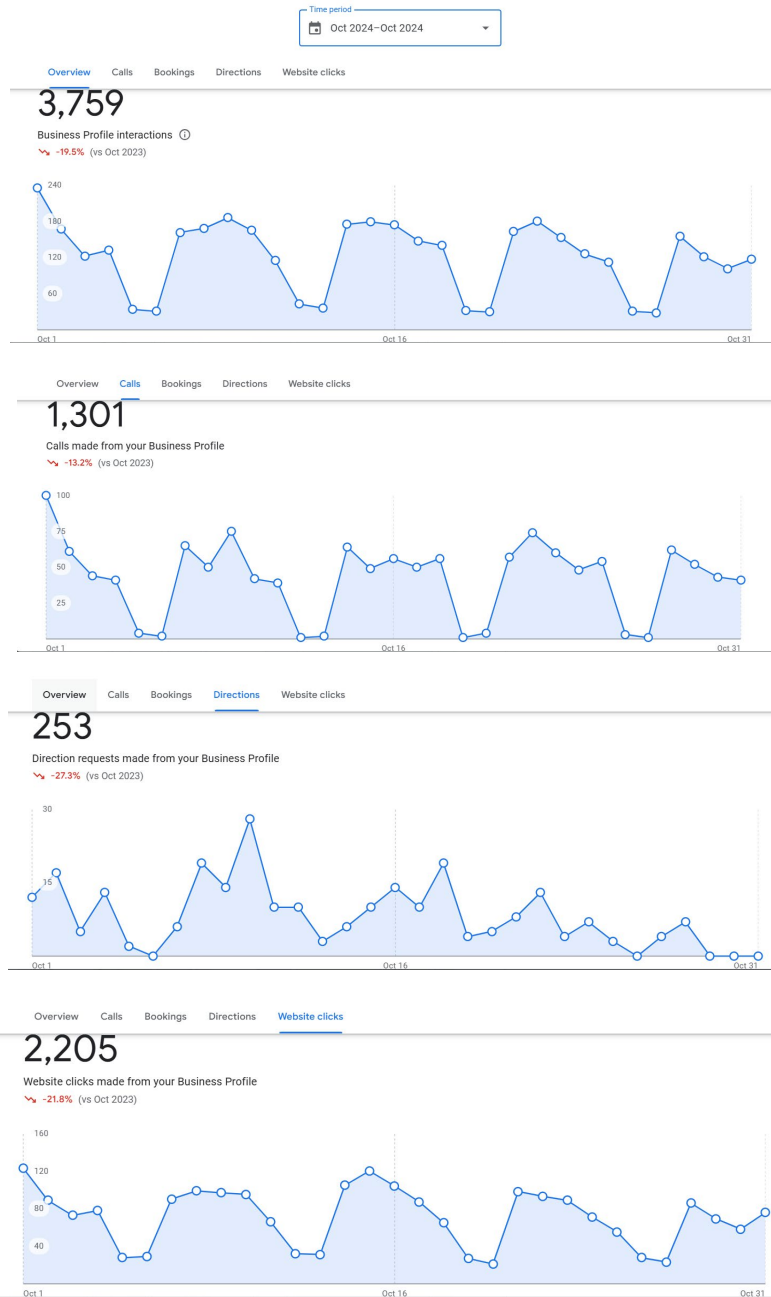 Time period
Oct 2024–Oct 2024
Overview Calls Bookings Directions Website clicks
3,759
Business Profile interactions
-19.5% (vs Oct 2023)
240
180
120
60
Oct 1 Oct 16 Oct 31
Overview Calls Bookings Directions Website clicks
1,301
Calls made from your Business Profile
-13.2% (vs Oct 2023)
100
75
50
25
Oct 1 Oct 16 Oct 31
Overview Calls Bookings Directions Website clicks
253
Direction requests made from your Business Profile
-27.3% (vs Oct 2023)
30
15
Oct 1 Oct 16 Oct 31
Overview Calls Bookings Directions Website clicks
2,205
Website clicks made from your Business Profile
-21.8% (vs Oct 2023)
160
120
80
40
Oct 1 Oct 16 Oct 31